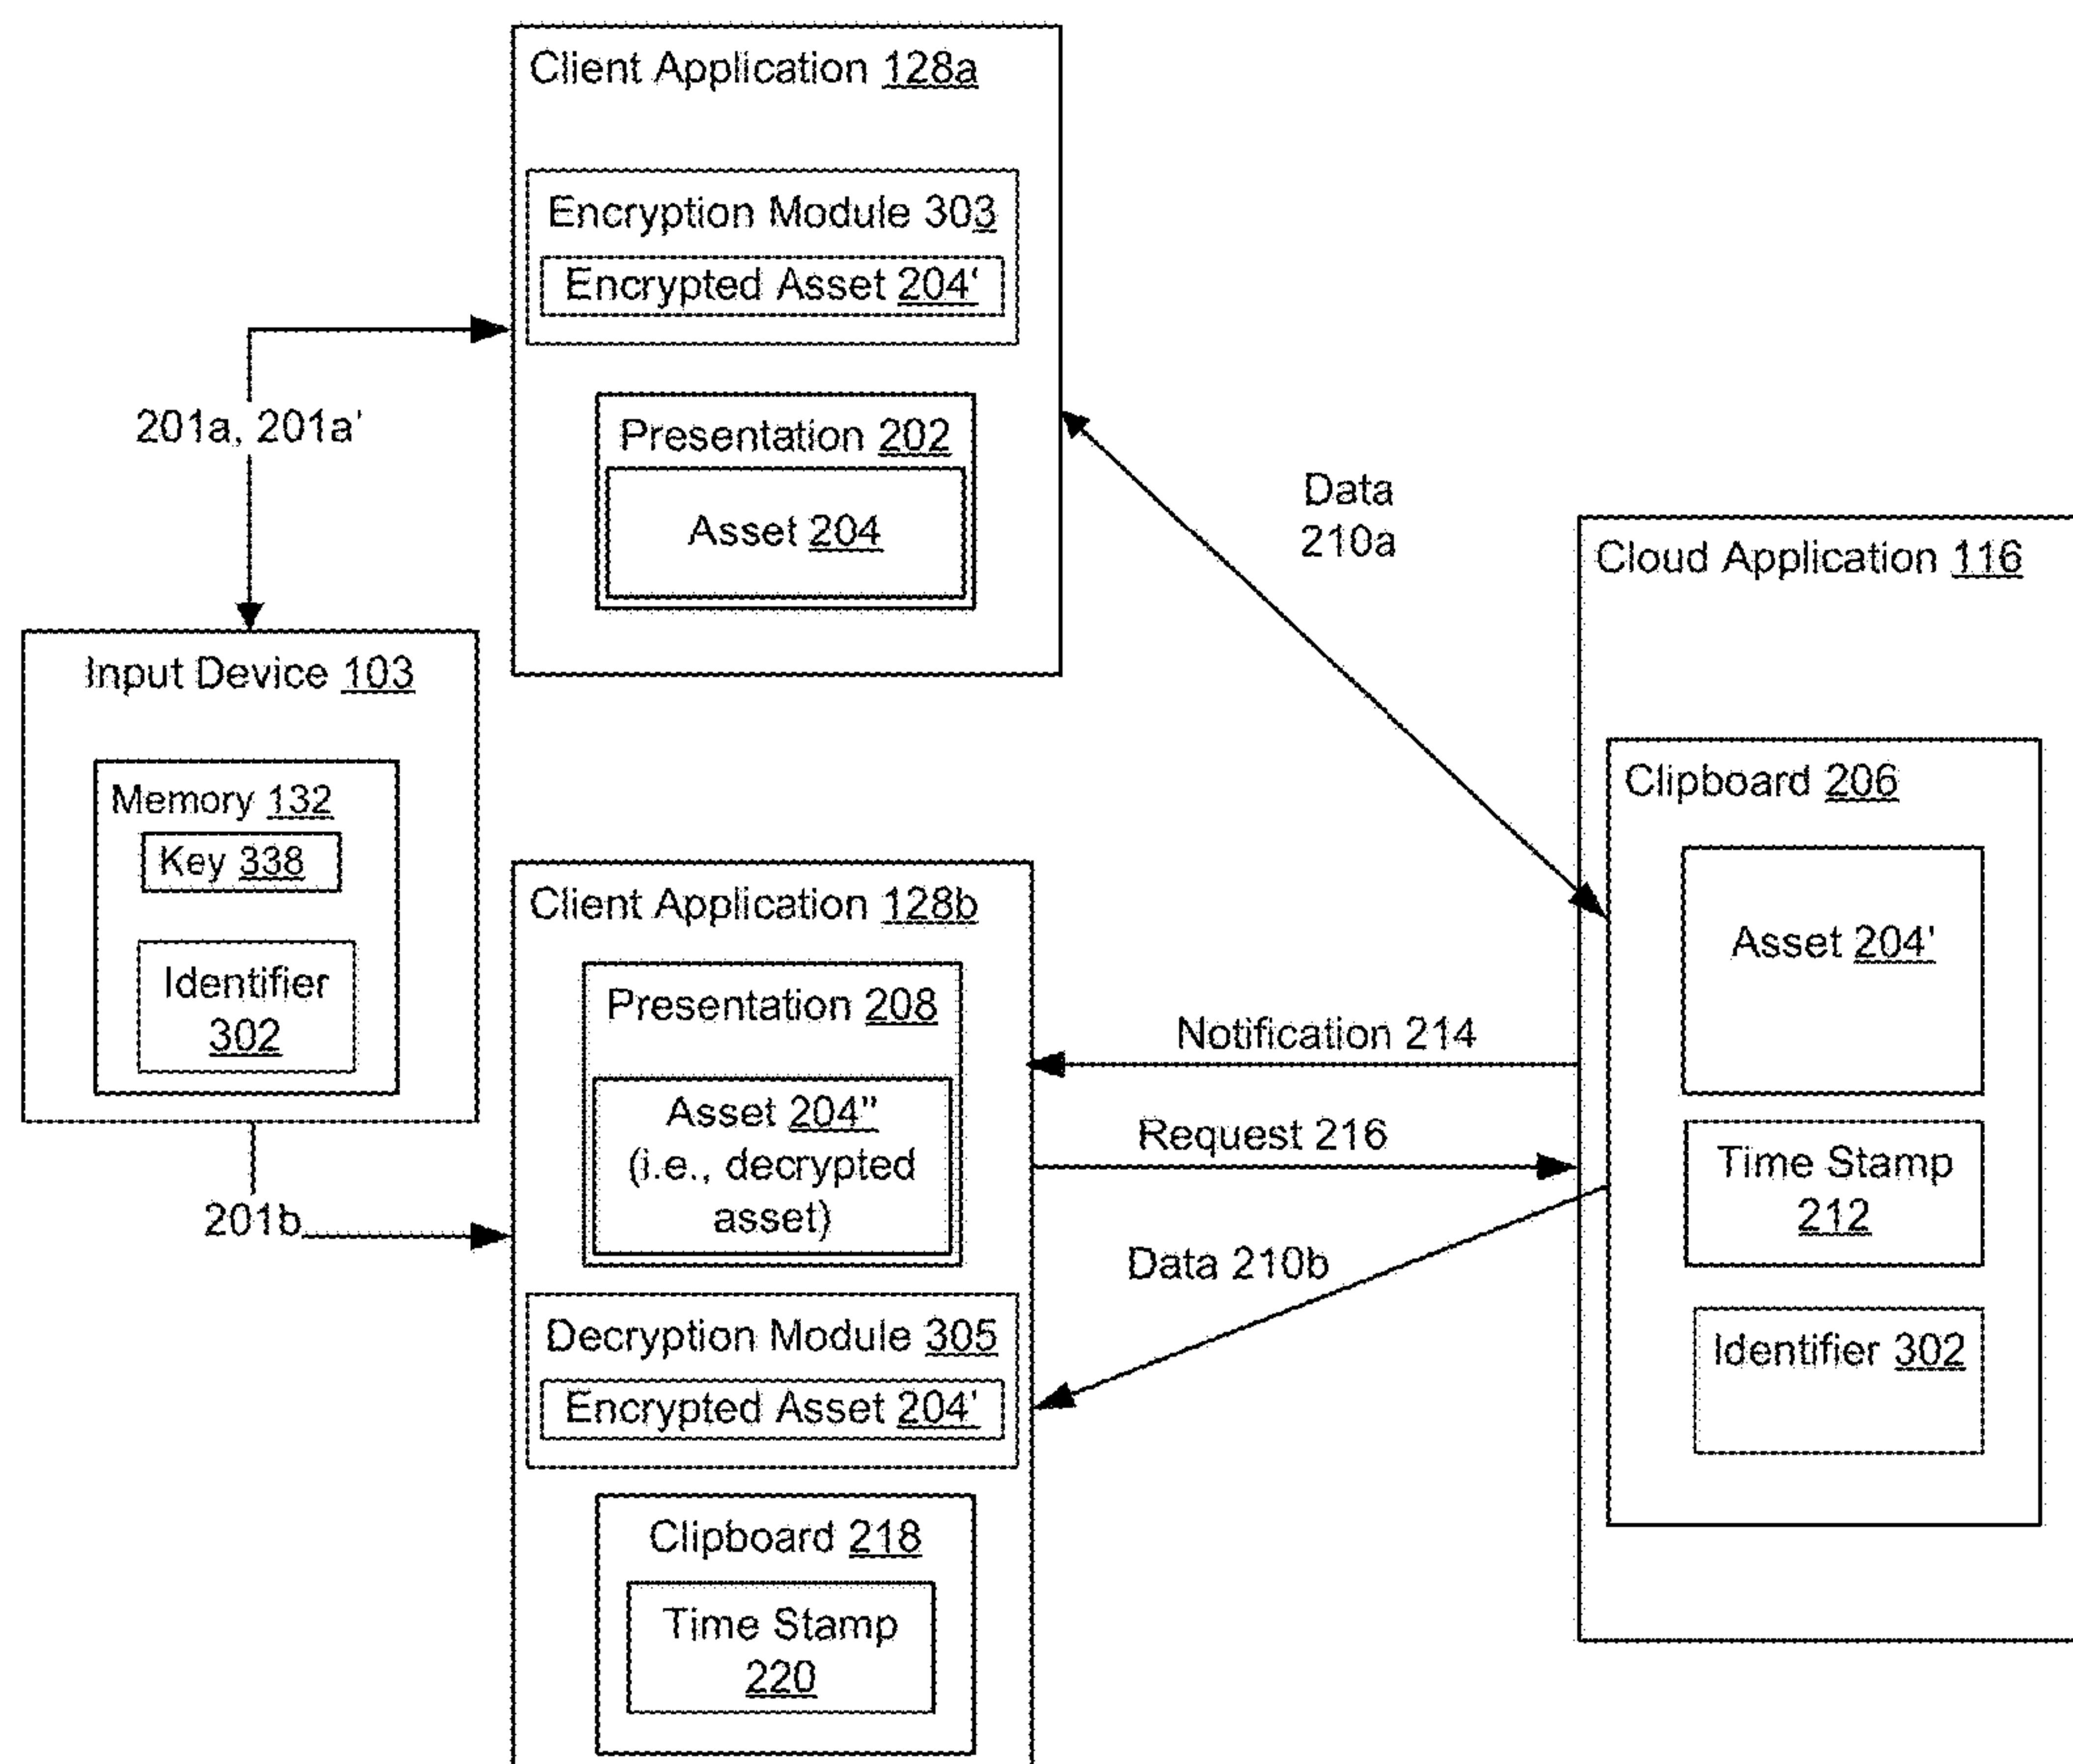 Client Application 128a
Encryption Module 303
Encrypted Asset 204'
Presentation 202
Asset 204
201a, 201a'
Input Device 103
Memory 132
Key 338
Identifier
302
201b
Client Application 128b
Presentation 208
Asset 204"
(i.e., decrypted
asset)
Decryption Module 305
Encrypted Asset 204'
Clipboard 218
Time Stamp
220
Data
210a
Notification 214
Request 216
Data 210b
Cloud Application 116
Clipboard 206
Asset 204'
Time Stamp
212
Identifier 302